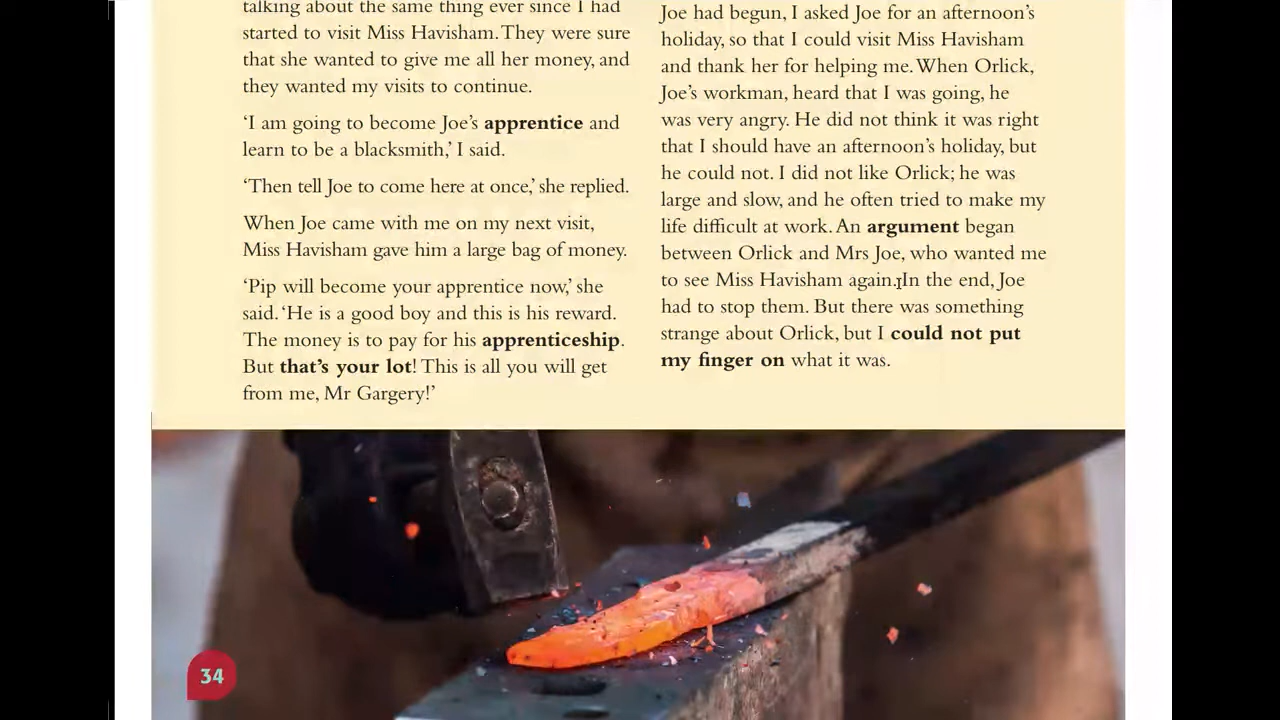 talking about the same thing ever since I had
started to visit Miss Havisham. They were sure
that she wanted to give me all her money, and
they wanted my visits to continue.
‘I am going to become Joe’s apprentice and
learn to be a blacksmith,’ I said.
‘Then tell Joe to come here at once,’ she replied.
When Joe came with me on my next visit,
Miss Havisham gave him a large bag of money.
‘Pip will become your apprentice now,’ she
said. ‘He is a good boy and this is his reward.
The money is to pay for his apprenticeship.
But that’s your lot! This is all you will get
from me, Mr Gargery!’
Joe had begun, I asked Joe for an afternoon’s
holiday, so that I could visit Miss Havisham
and thank her for helping me. When Orlick,
Joe’s workman, heard that I was going, he
was very angry. He did not think it was right
that I should have an afternoon’s holiday, but
he could not. I did not like Orlick; he was
large and slow, and he often tried to make my
life difficult at work. An argument began
between Orlick and Mrs Joe, who wanted me
to see Miss Havisham again. In the end, Joe
had to stop them. But there was something
strange about Orlick, but I could not put
my finger on what it was.
34